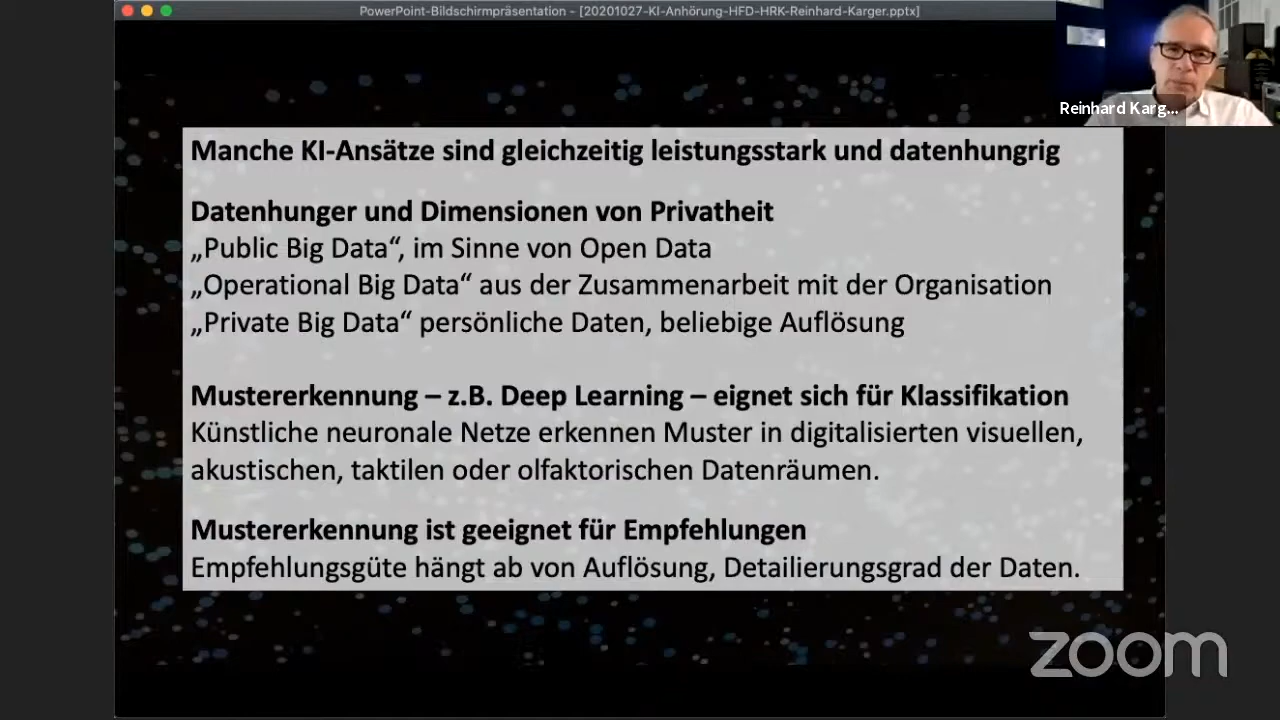 PowerPoint-Bildschirmpräsentation - [20201027-KI-Anhörung-HFD-HRK-Reinhard-Karger.pptx]
Reinhard Karg...
Manche KI-Ansätze sind gleichzeitig leistungsstark und datenhungrig
Datenhunger und Dimensionen von Privatheit
„Public Big Data“, im Sinne von Open Data
„Operational Big Data“ aus der Zusammenarbeit mit der Organisation
„Private Big Data“ persönliche Daten, beliebige Auflösung
Mustererkennung – z.B. Deep Learning – eignet sich für Klassifikation
Künstliche neuronale Netze erkennen Muster in digitalisierten visuellen,
akustischen, taktilen oder olfaktorischen Datenräumen.
Mustererkennung ist geeignet für Empfehlungen
Empfehlungsgüte hängt ab von Auflösung, Detailierungsgrad der Daten.
zoom